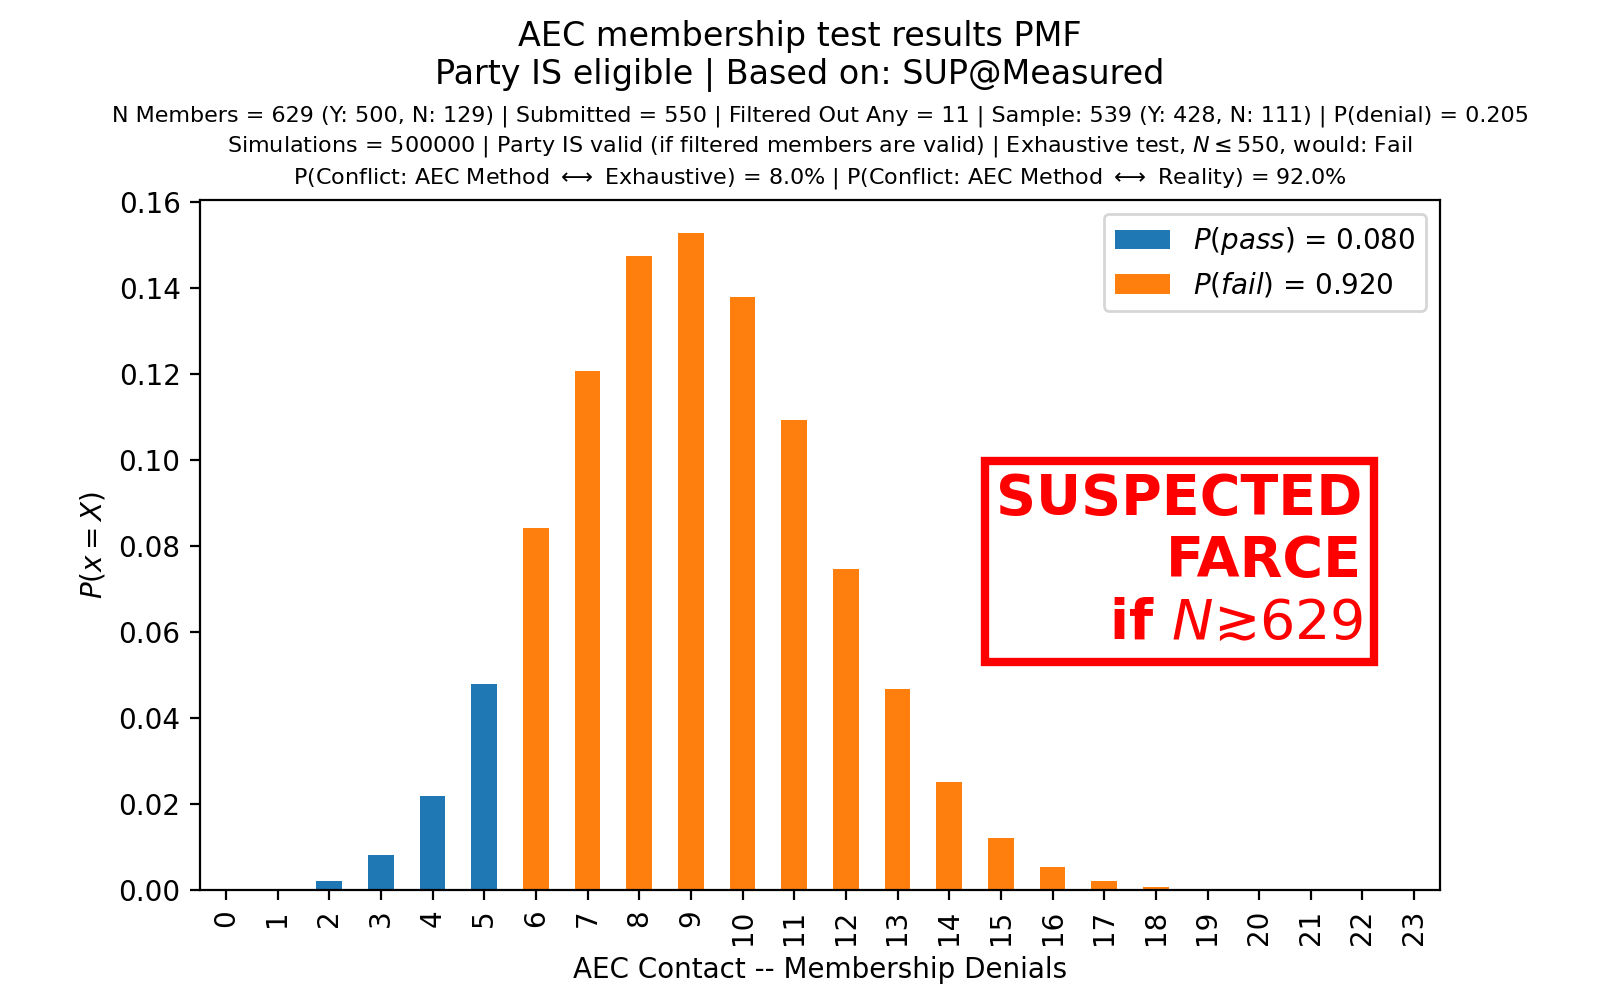 AEC membership test results PMF
Party IS eligible | Based on: SUP@Measured
N Members = 629 (Y: 500, N: 129) | Submitted = 550 | Filtered Out Any = 11 | Sample: 539 (Y: 428, N: 111) | P(denial) = 0.205
Simulations = 500000 | Party IS valid (if filtered members are valid) | Exhaustive test, N ≤ 550, would: Fail
P(Conflict: AEC Method ⟷ Exhaustive) = 8.0% | P(Conflict: AEC Method ⟷ Reality) = 92.0%
0.16
0.14
0.12
0.10
0.08
0.06
0.04
0.02
0.00
P(x = X)
P(pass) = 0.080
P(fail) = 0.920
SUSPECTED
FARCE
if N≳629
0 1 2 3 4 5 6 7 8 9 10 11 12 13 14 15 16 17 18 19 20 21 22 23
AEC Contact -- Membership Denials